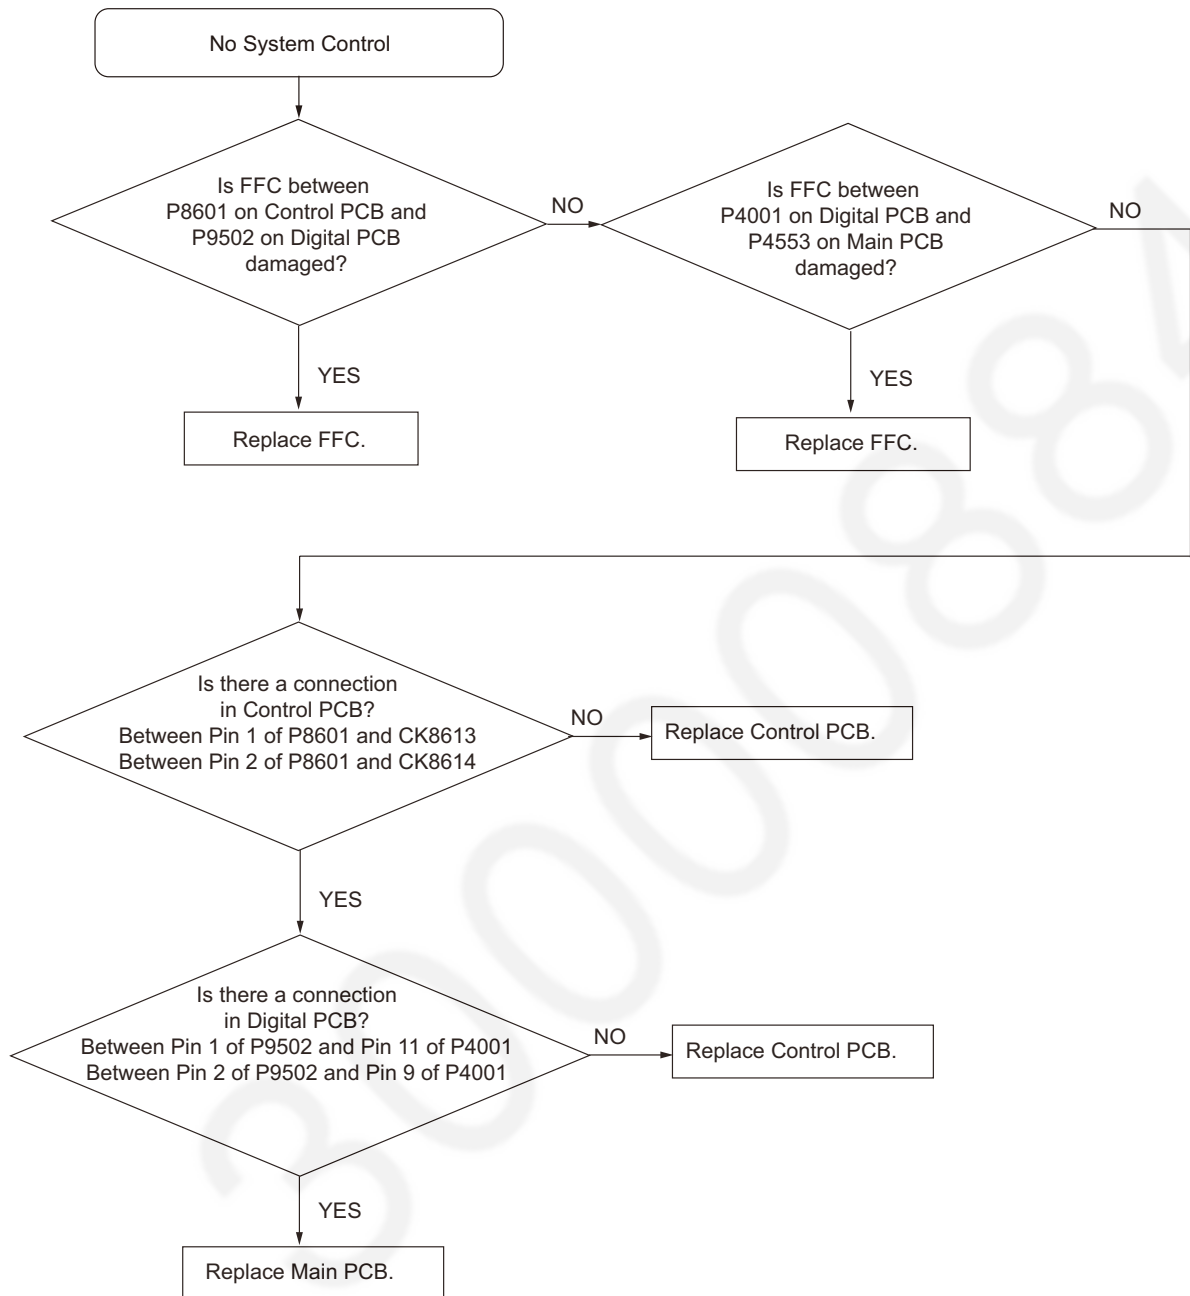 No System Control
Is FFC between
P8601 on Control PCB and
P9502 on Digital PCB
damaged?
NO
Is FFC between
P4001 on Digital PCB and
P4553 on Main PCB
damaged?
NO
YES
Replace FFC.
YES
Replace FFC.
Is there a connection
in Control PCB?
Between Pin 1 of P8601 and CK8613
Between Pin 2 of P8601 and CK8614
NO
Replace Control PCB.
YES
Is there a connection
in Digital PCB?
Between Pin 1 of P9502 and Pin 11 of P4001
Between Pin 2 of P9502 and Pin 9 of P4001
NO
Replace Control PCB.
YES
Replace Main PCB.